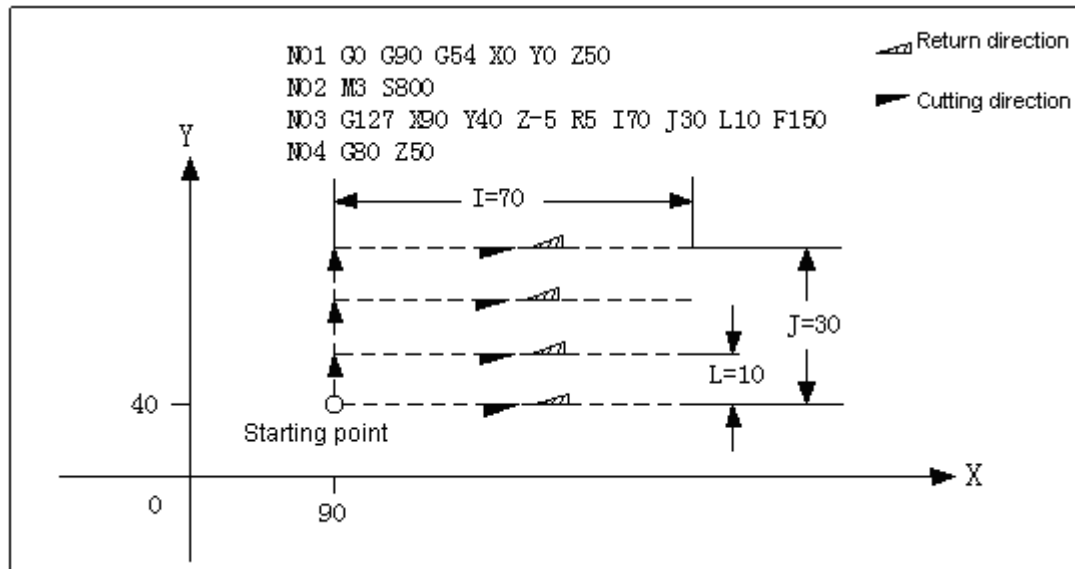 N01 G0 G90 G54 X0 Y0 Z50
N02 M3 S800
N03 G127 X90 Y40 Z-5 R5 I70 J30 L10 F150
N04 G80 Z50
Return direction
Cutting direction
Y
I=70
J=30
L=10
40
Starting point
X
0
90